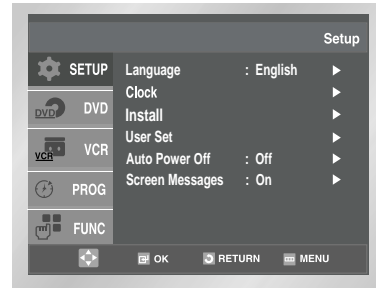 Setup
SETUP
DVD DVD
VCR VCR
PROG
FUNC
Language : English
Clock
Install
User Set
Auto Power Off : Off
Screen Messages : On
OK RETURN MENU